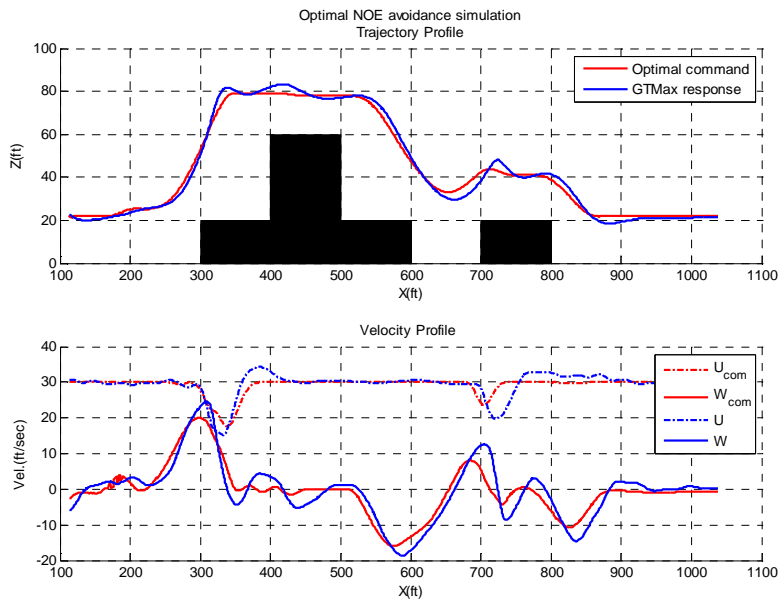 Optimal NOE avoidance simulation
Trajectory Profile
100
80
60
40
20
0
Z(ft)
Optimal command
GTMax response
100 200 300 400 500 600 700 800 900 1000 1100
X(ft)
Velocity Profile
40
30
20
10
0
-10
-20
Vel.(ft/sec)
U_com
W_com
U
W
100 200 300 400 500 600 700 800 900 1000 1100
X(ft)